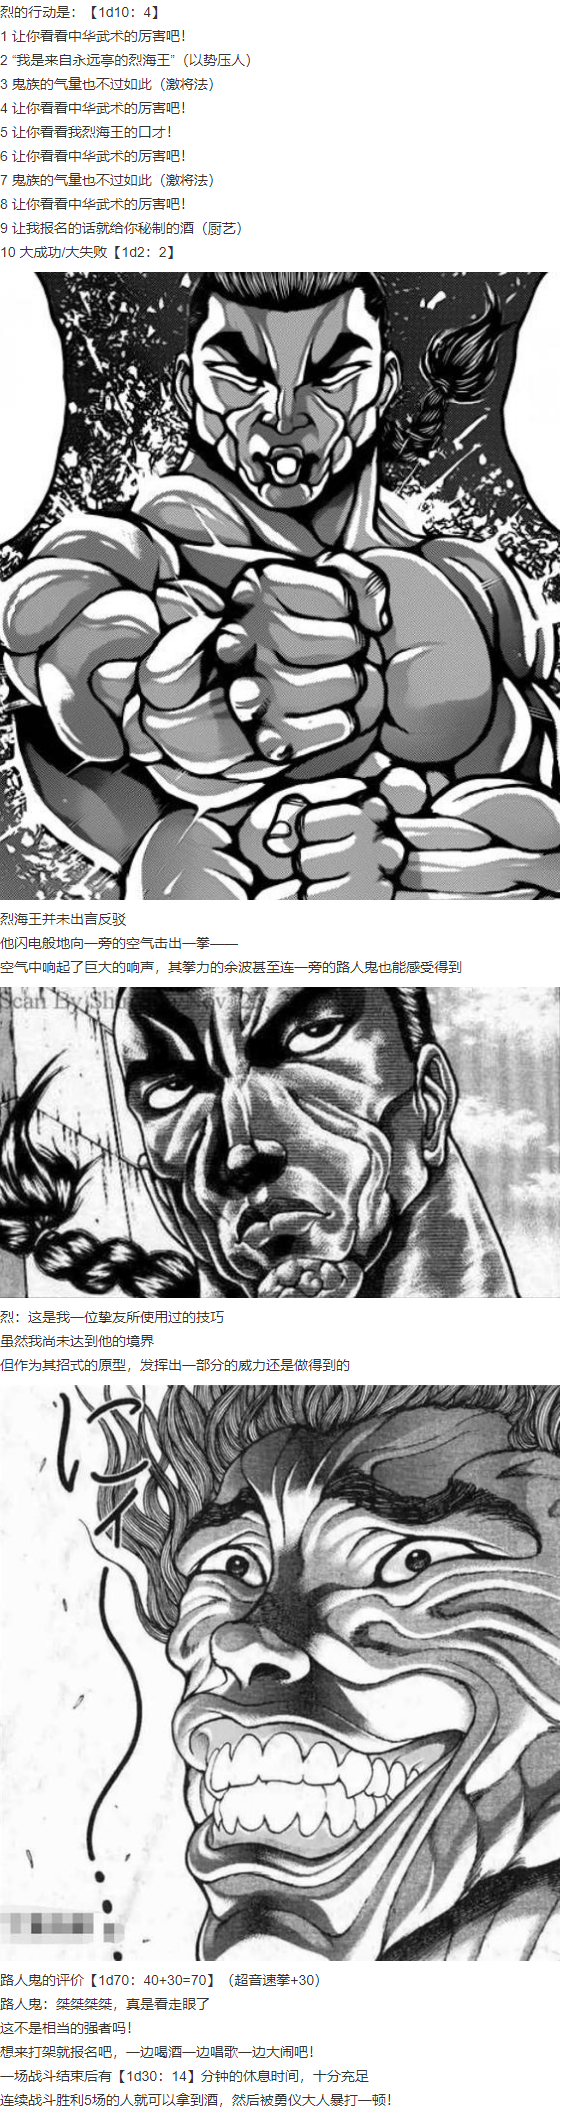 烈的行动是：【1d10：4】
1 让你看看中华武术的厉害吧！
2 “我是来自永远亭的烈海王”（以势压人）
3 鬼族的气量也不过如此（激将法）
4 让你看看中华武术的厉害吧！
5 让你看看我烈海王的口才！
6 让你看看中华武术的厉害吧！
7 鬼族的气量也不过如此（激将法）
8 让你看看中华武术的厉害吧！
9 让我报名的话就给你秘制的酒（厨艺）
10 大成功/大失败【1d2：2】
烈海王并未出言反驳
他闪电般地向一旁的空气击出一拳——
空气中响起了巨大的响声，其拳力的余波甚至连一旁的路人鬼也能感受得到
Scan By
烈：这是我一位挚友所使用过的技巧
虽然我尚未达到他的境界
但作为其招式的原型，发挥出一部分的威力还是做得到的
路人鬼的评价【1d70：40+30=70】（超音速拳+30）
路人鬼：桀桀桀桀，真是看走眼了
这不是相当的强者吗！
想来打架就报名吧，一边喝酒一边唱歌一边大闹吧！
一场战斗结束后有【1d30：14】分钟的休息时间，十分充足
连续战斗胜利5场的人就可以拿到酒，然后被勇仪大人暴打一顿！